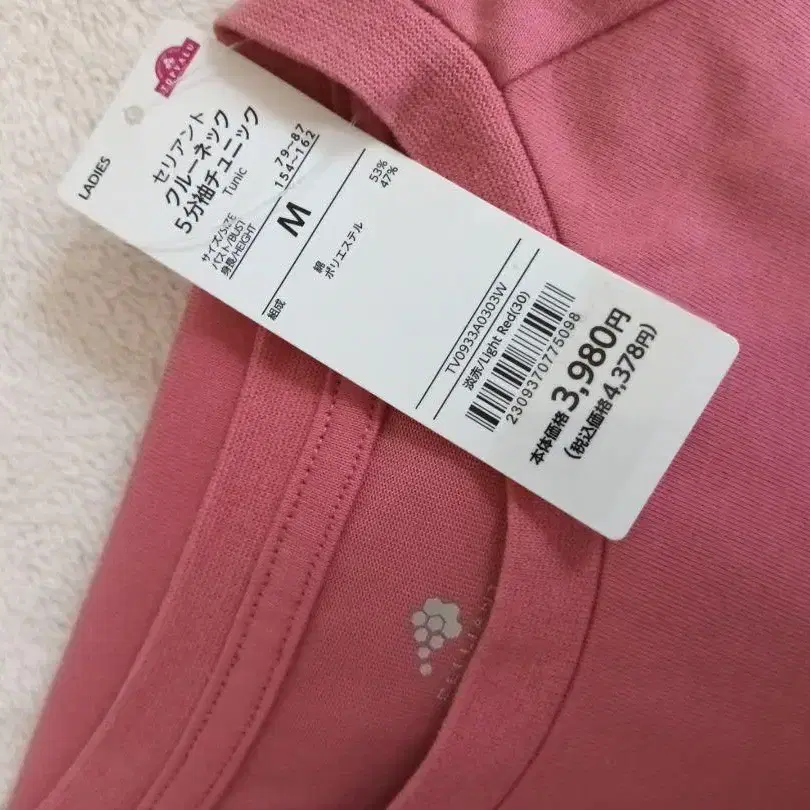 TOPVALU
LADIES
セリアント
クルーネック
5分袖チュニック
Tunic
サイズ/SIZE
M
バスト/BUST
79~87
身長/HEIGHT
154~162
組成
綿 53%
ポリエステル 47%
TV0933A0303W
淡赤/Light Red(30)
2309370775098
本体価格3,980円
(税込価格4,378円)